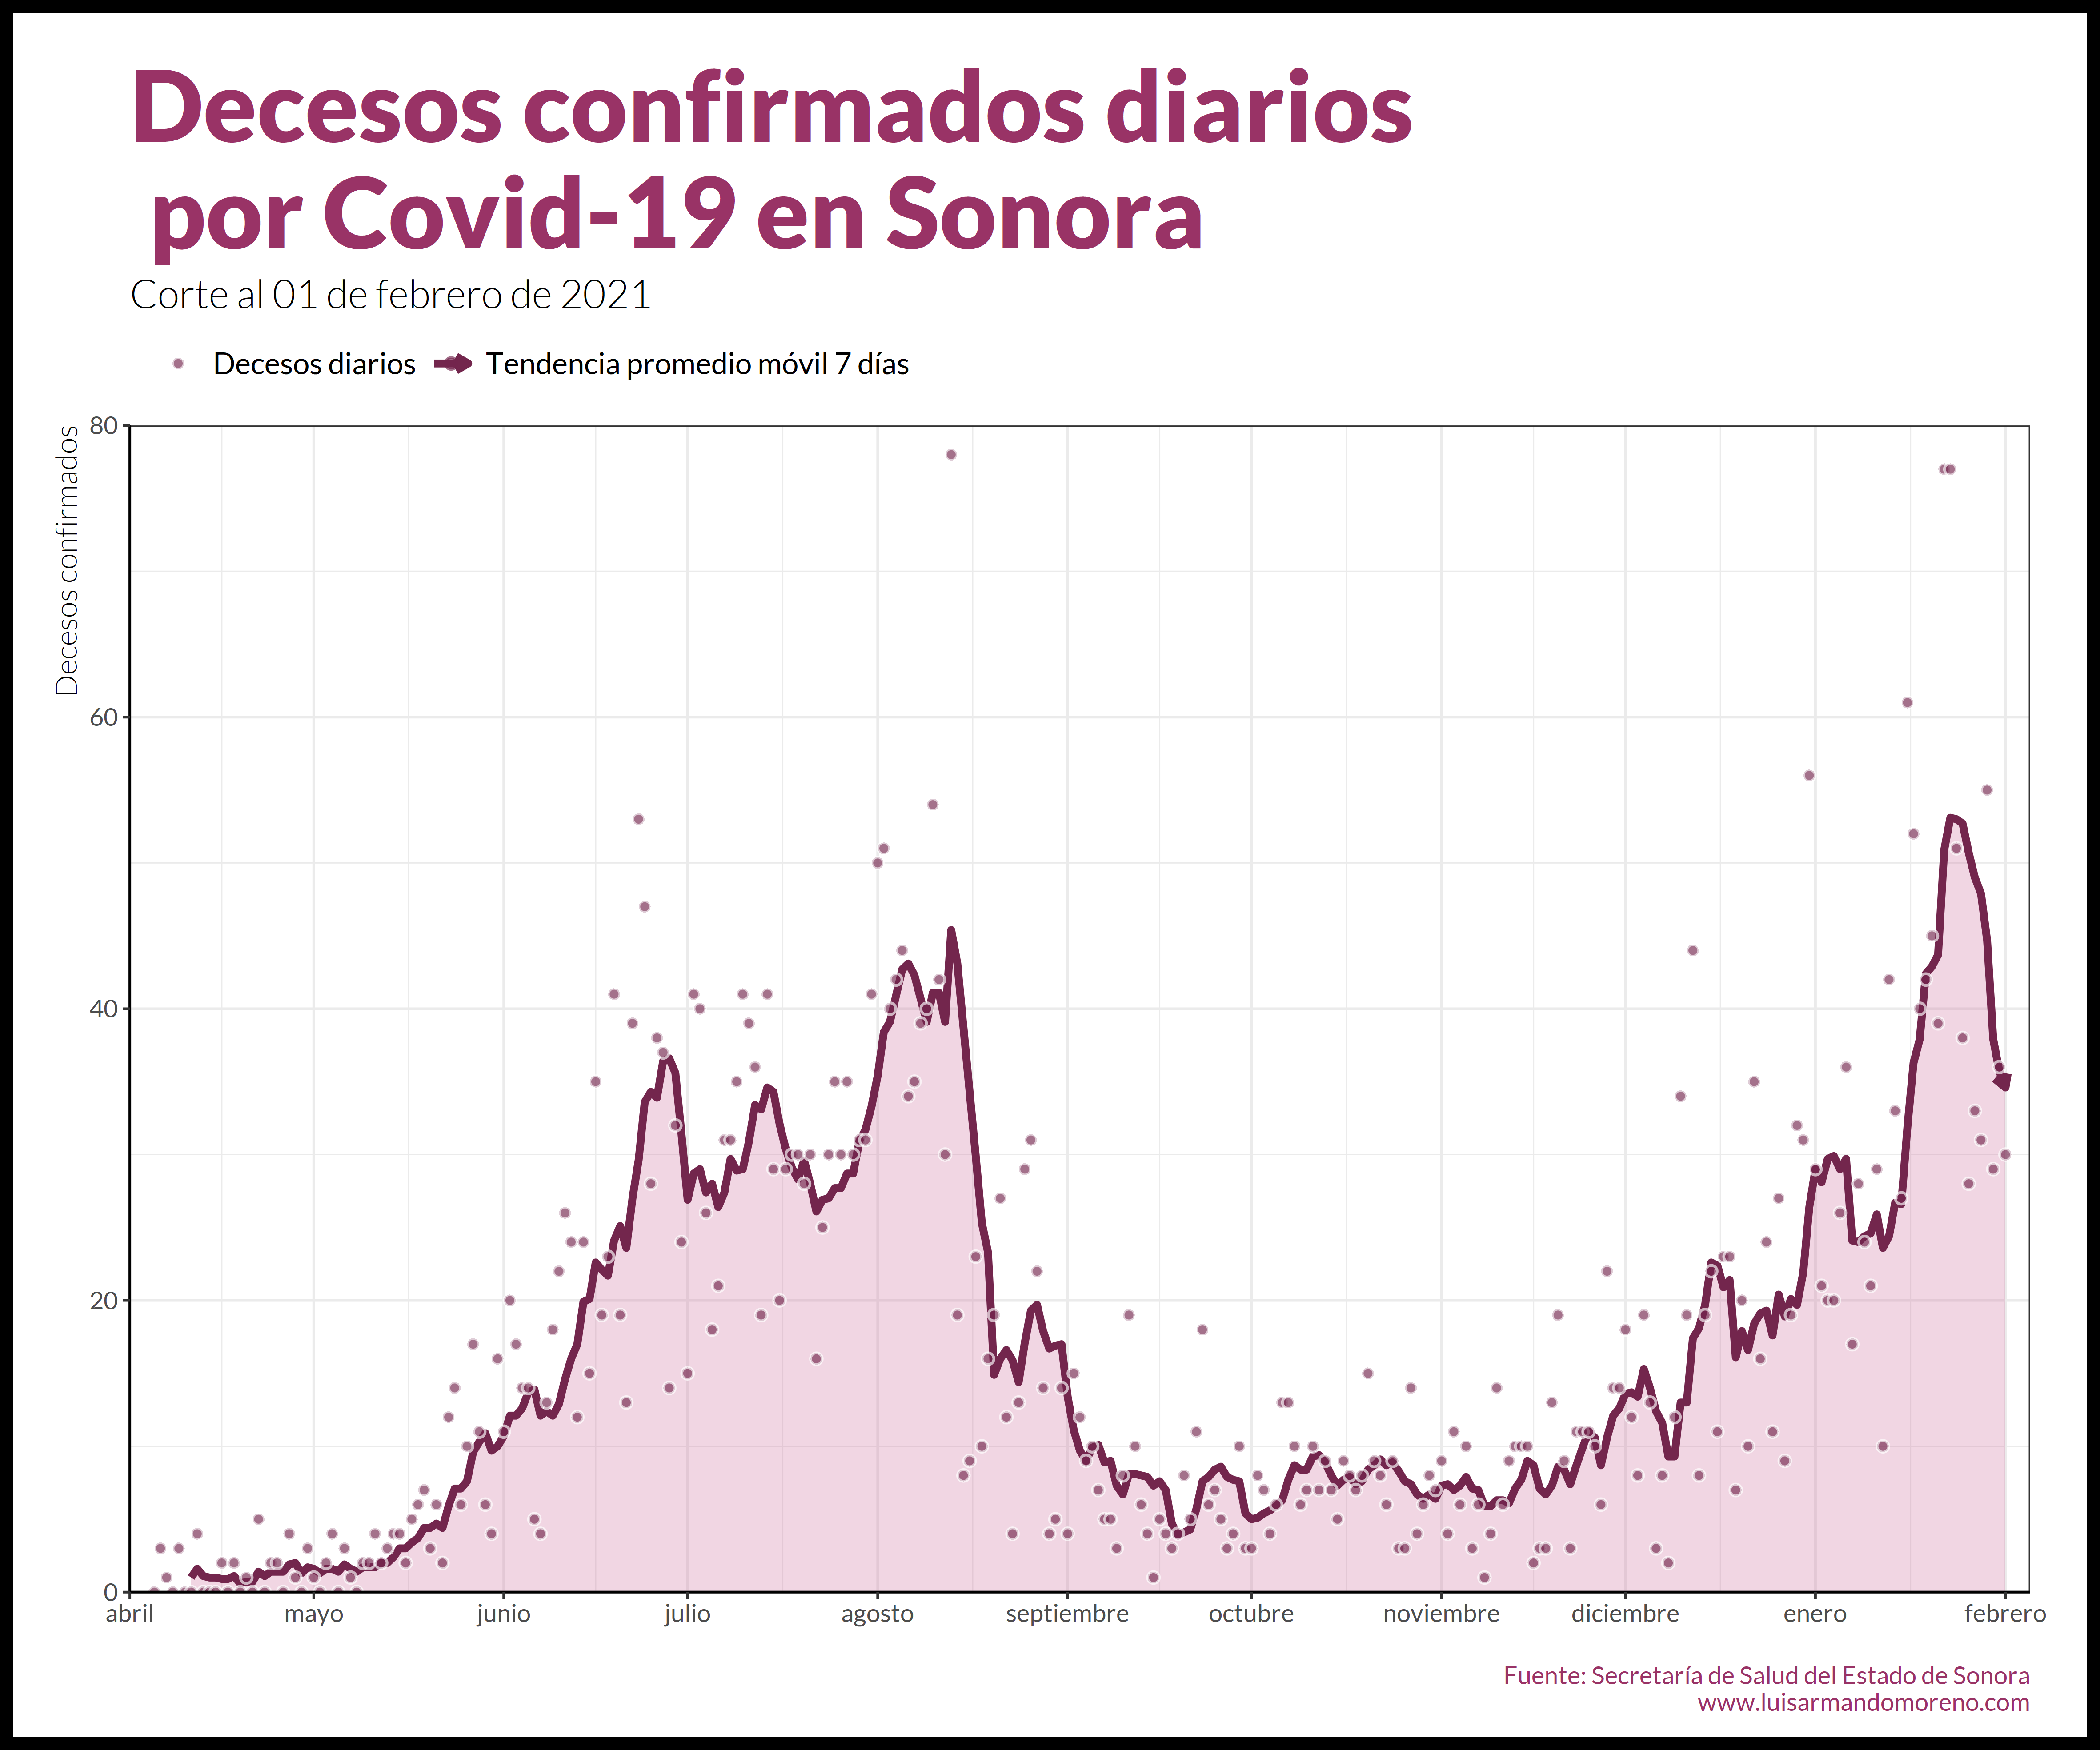 Decesos confirmados diarios
por Covid-19 en Sonora
Corte al 01 de febrero de 2021
Decesos diarios
Tendencia promedio móvil 7 días
Decesos confirmados
80
60
40
20
0
abril
mayo
junio
julio
agosto
septiembre
octubre
noviembre
diciembre
enero
febrero
Fuente: Secretaría de Salud del Estado de Sonora
www.luisarmandomoreno.com